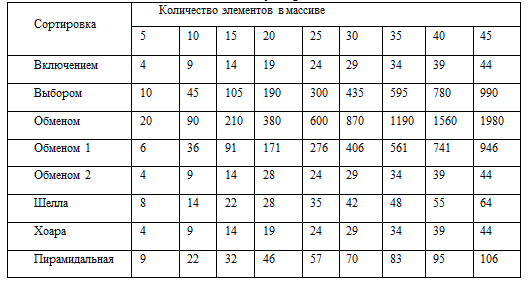 Сортировка Количество элементов в массиве
5 10 15 20 25 30 35 40 45
Включением 4 9 14 19 24 29 34 39 44
Выбором 10 45 105 190 300 435 595 780 990
Обменом 20 90 210 380 600 870 1190 1560 1980
Обменом 1 6 36 91 171 276 406 561 741 946
Обменом 2 4 9 14 28 24 29 34 39 44
Шелла 8 14 22 28 35 42 48 55 64
Хоара 4 9 14 19 24 29 34 39 44
Пирамидальная 9 22 32 46 57 70 83 95 106